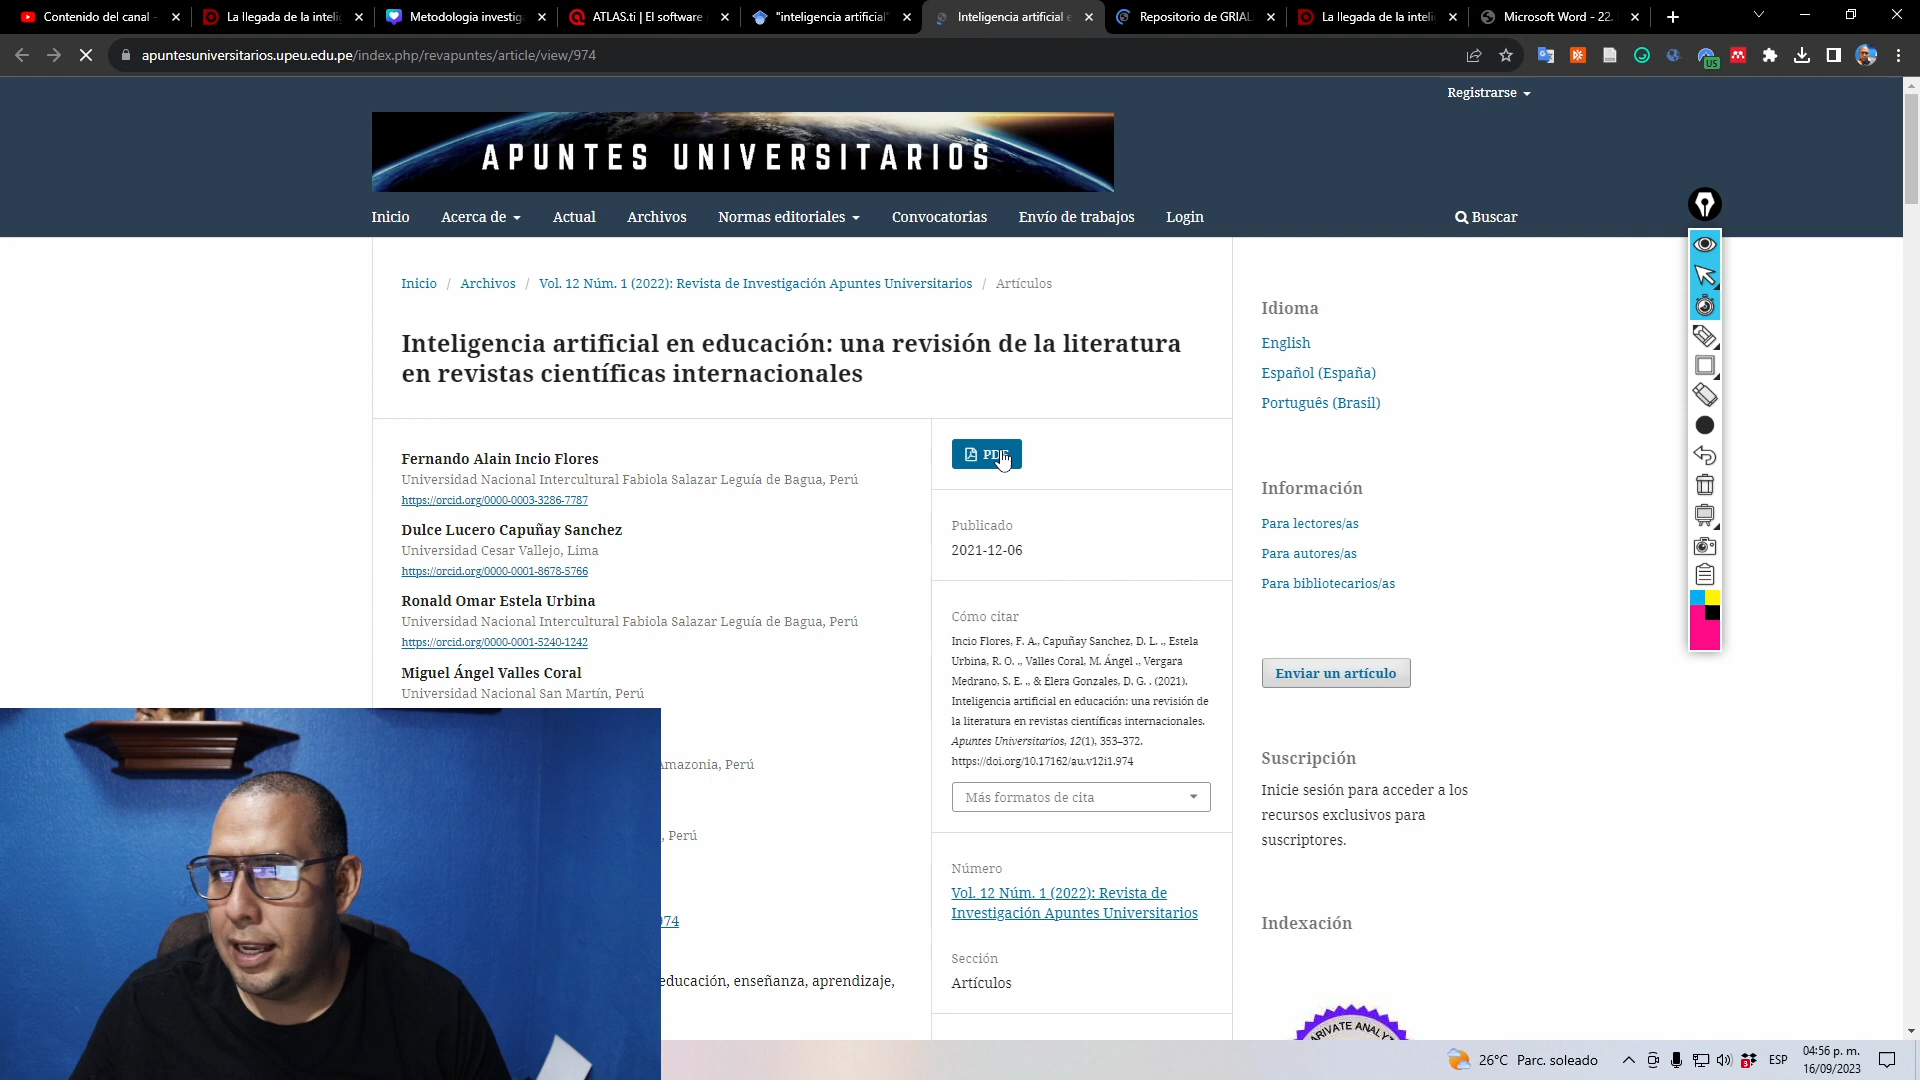 Contenido del canal -
La llegada de la intelig
Metodologia investiga
ATLAS.ti | El software
"inteligencia artificial"
Inteligencia artificial e
Repositorio de GRIAL
La llegada de la inteli
Microsoft Word - 22.
apuntesuniversitarios.upeu.edu.pe/index.php/revapuntes/article/view/974
US
Registrarse
APUNTES UNIVERSITARIOS
Inicio Acerca de Actual Archivos Normas editoriales Convocatorias Envío de trabajos Login Buscar
Inicio / Archivos / Vol. 12 Núm. 1 (2022): Revista de Investigación Apuntes Universitarios / Artículos
Inteligencia artificial en educación: una revisión de la literatura
en revistas científicas internacionales
Fernando Alain Incio Flores
Universidad Nacional Intercultural Fabiola Salazar Leguía de Bagua, Perú
https://orcid.org/0000-0003-3286-7787
Dulce Lucero Capuñay Sanchez
Universidad Cesar Vallejo, Lima
https://orcid.org/0000-0001-8678-5766
Ronald Omar Estela Urbina
Universidad Nacional Intercultural Fabiola Salazar Leguía de Bagua, Perú
https://orcid.org/0000-0001-5240-1242
Miguel Ángel Valles Coral
Universidad Nacional San Martín, Perú
Amazonia, Perú
, Perú
974
educación, enseñanza, aprendizaje,
PDF
Publicado
2021-12-06
Cómo citar
Incio Flores, F. A., Capuñay Sanchez, D. L. ., Estela
Urbina, R. O. ., Valles Coral, M. Ángel ., Vergara
Medrano, S. E. ., & Elera Gonzales, D. G. . (2021).
Inteligencia artificial en educación: una revisión de
la literatura en revistas científicas internacionales.
Apuntes Universitarios, 12(1), 353–372.
https://doi.org/10.17162/au.v12i1.974
Más formatos de cita
Número
Vol. 12 Núm. 1 (2022): Revista de
Investigación Apuntes Universitarios
Sección
Artículos
Idioma
English
Español (España)
Português (Brasil)
Información
Para lectores/as
Para autores/as
Para bibliotecarios/as
Enviar un artículo
Suscripción
Inicie sesión para acceder a los
recursos exclusivos para
suscriptores.
Indexación
26°C Parc. soleado
ESP
04:56 p. m.
16/09/2023